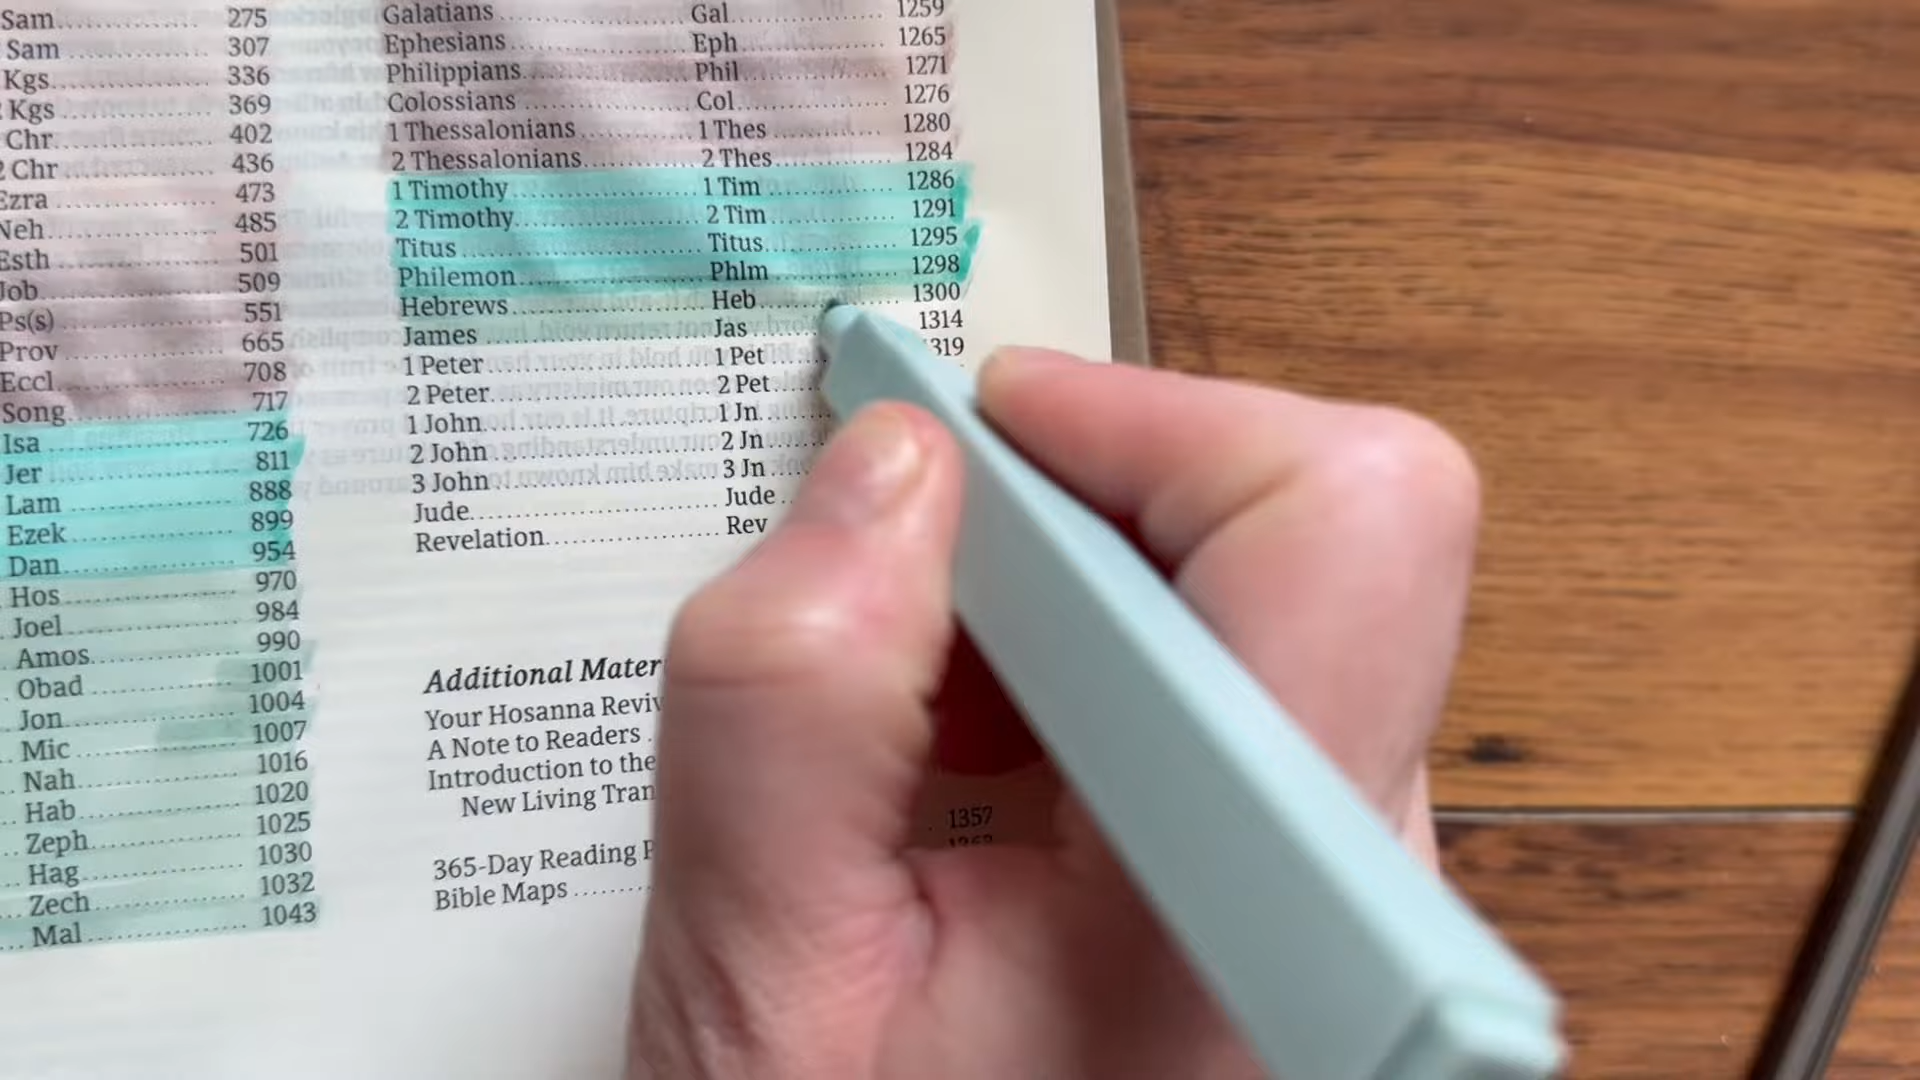 Sam 275
Sam 307
Kgs 336
2 Kgs 369
Chr 402
2 Chr 436
Ezra 473
Neh 485
Esth 501
Job 509
Ps(s) 551
Prov 665
Eccl 708
Song 717
Isa 726
Jer 811
Lam 888
Ezek 899
Dan 954
Hos 970
Joel 984
Amos 990
Obad 1001
Jon 1004
Mic 1007
Nah 1016
Hab 1020
Zeph 1025
Hag 1030
Zech 1032
Mal 1043
Galatians Gal 1259
Ephesians Eph 1265
Philippians Phil 1271
Colossians Col 1276
1 Thessalonians 1 Thes 1280
2 Thessalonians 2 Thes 1284
1 Timothy 1 Tim 1286
2 Timothy 2 Tim 1291
Titus Titus 1295
Philemon Phlm 1298
Hebrews Heb 1300
James Jas 1314
1 Peter 1 Pet 319
2 Peter 2 Pet
1 John 1 Jn
2 John 2 Jn
3 John 3 Jn
Jude Jude
Revelation Rev
Additional Mater
Your Hosanna Reviv
A Note to Readers
Introduction to the
New Living Tran
1357
365-Day Reading P
Bible Maps